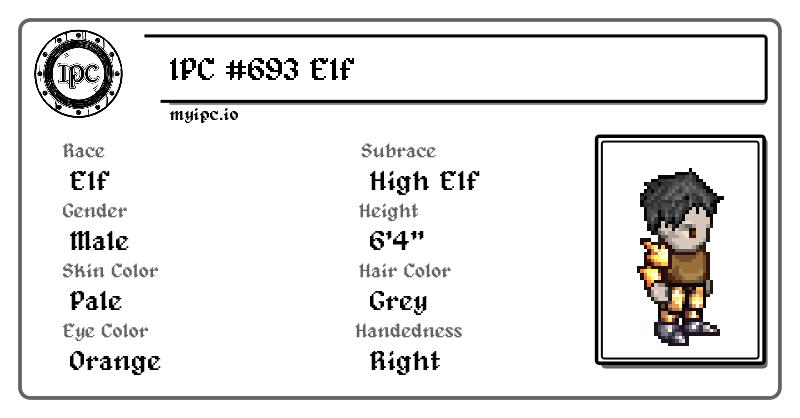 IPC
IPC #693 Elf
myipc.io
Race
Elf
Subrace
High Elf
Gender
Male
Height
6'4"
Skin Color
Pale
Hair Color
Grey
Eye Color
Orange
Handedness
Right